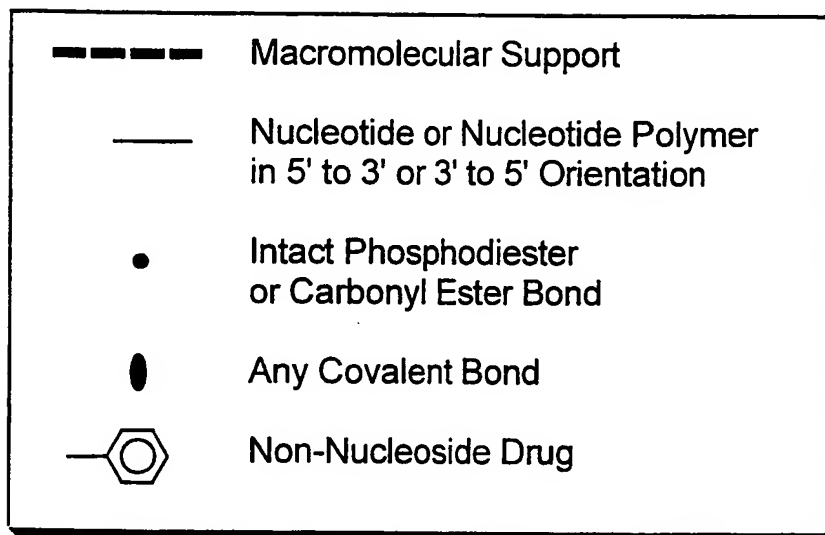 Macromolecular Support
Nucleotide or Nucleotide Polymer
in 5' to 3' or 3' to 5' Orientation
Intact Phosphodiester
or Carbonyl Ester Bond
Any Covalent Bond
Non-Nucleoside Drug